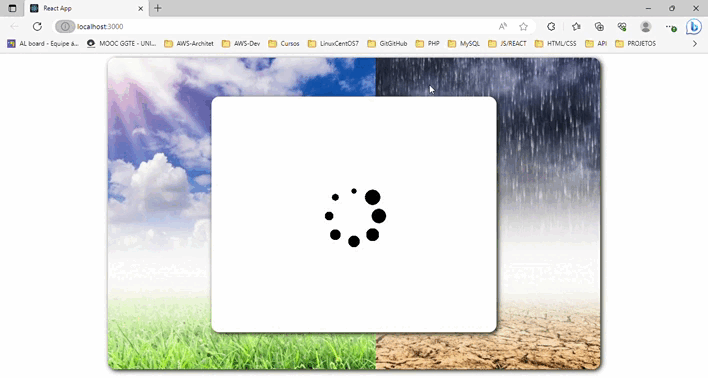 React App
localhost:3000
AL board - Equipe á...
MOOC GGTE - UNI...
AWS-Architet
AWS-Dev
Cursos
LinuxCentOS7
GitGitHub
PHP
MySQL
JS/REACT
HTML/CSS
API
PROJETOS